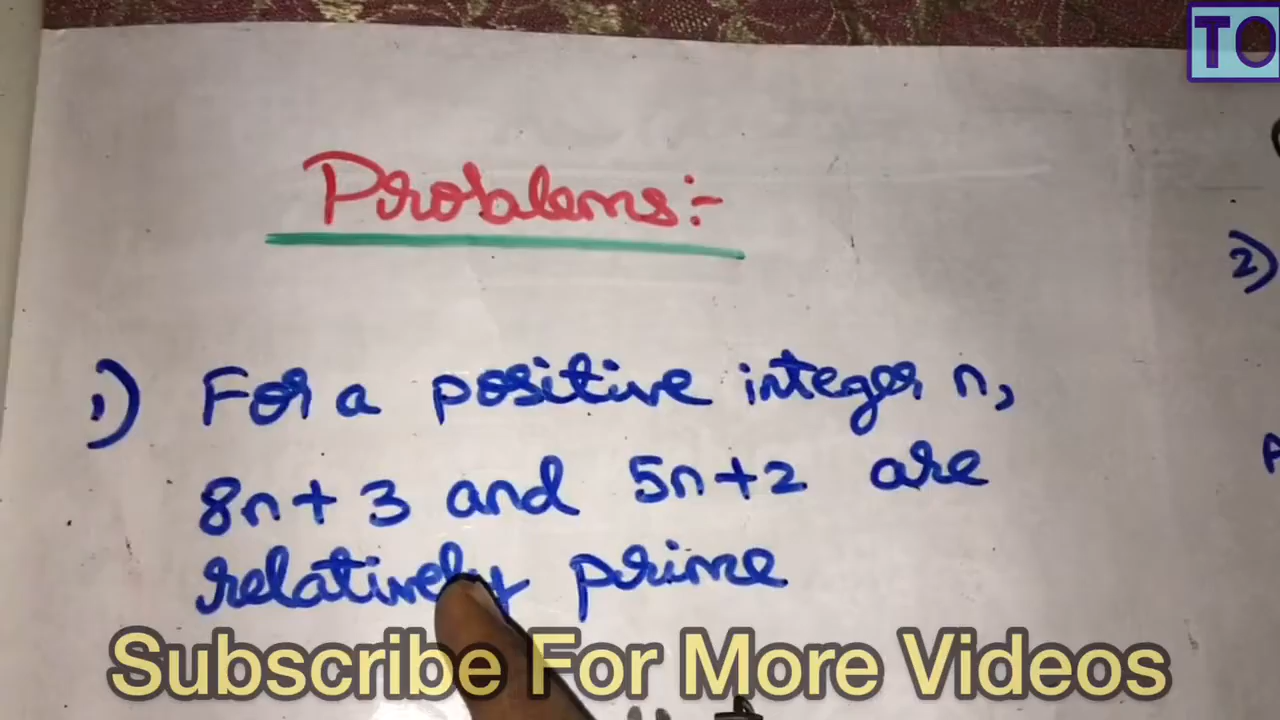 TO
Problems:-
1) For a positive integer n,
8n+3 and 5n+2 are
relatively prime
2)
Subscribe For More Videos